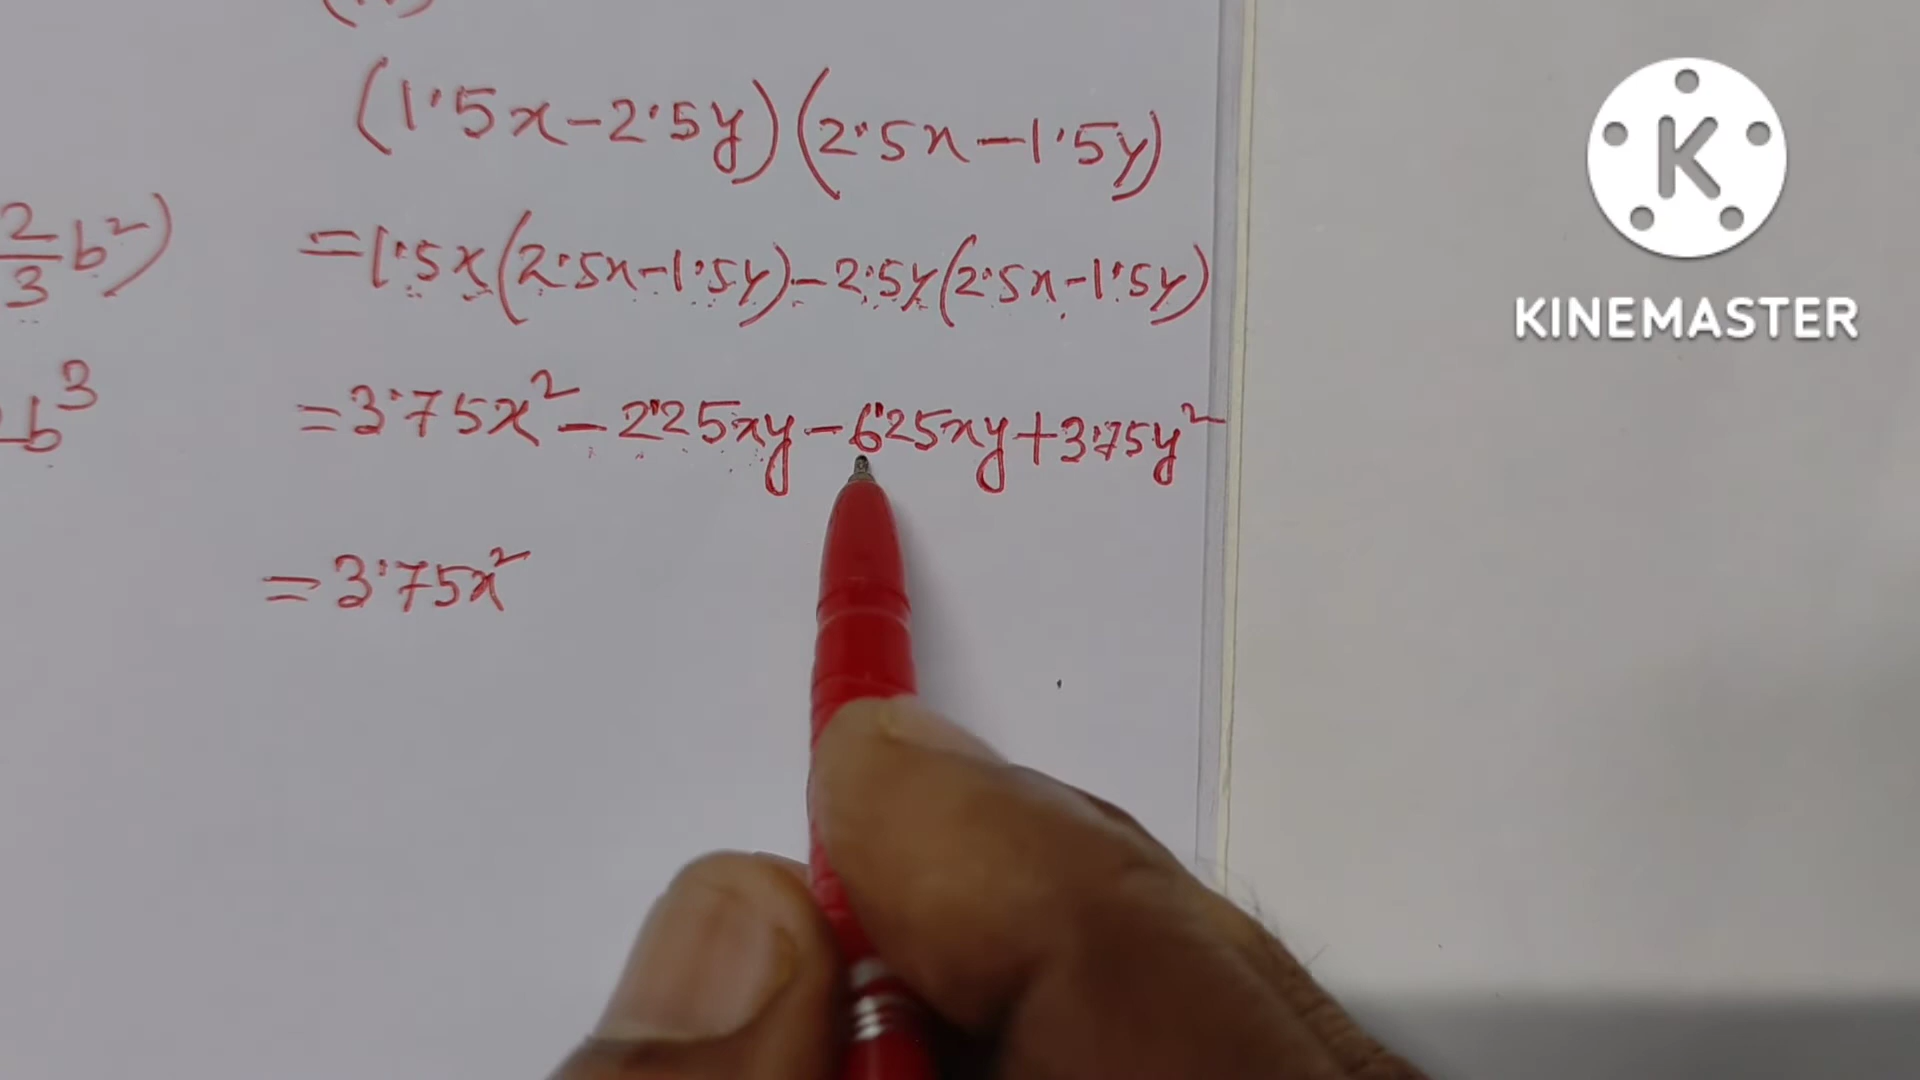 (1·5x-2·5y)(2·5x-1·5y)
=1·5x(2·5x-1·5y)-2·5y(2·5x-1·5y)
=3·75x²-2·25xy-6·25xy+3·75y²
=3·75x²
2/3 b²)
b³
K
KINEMASTER